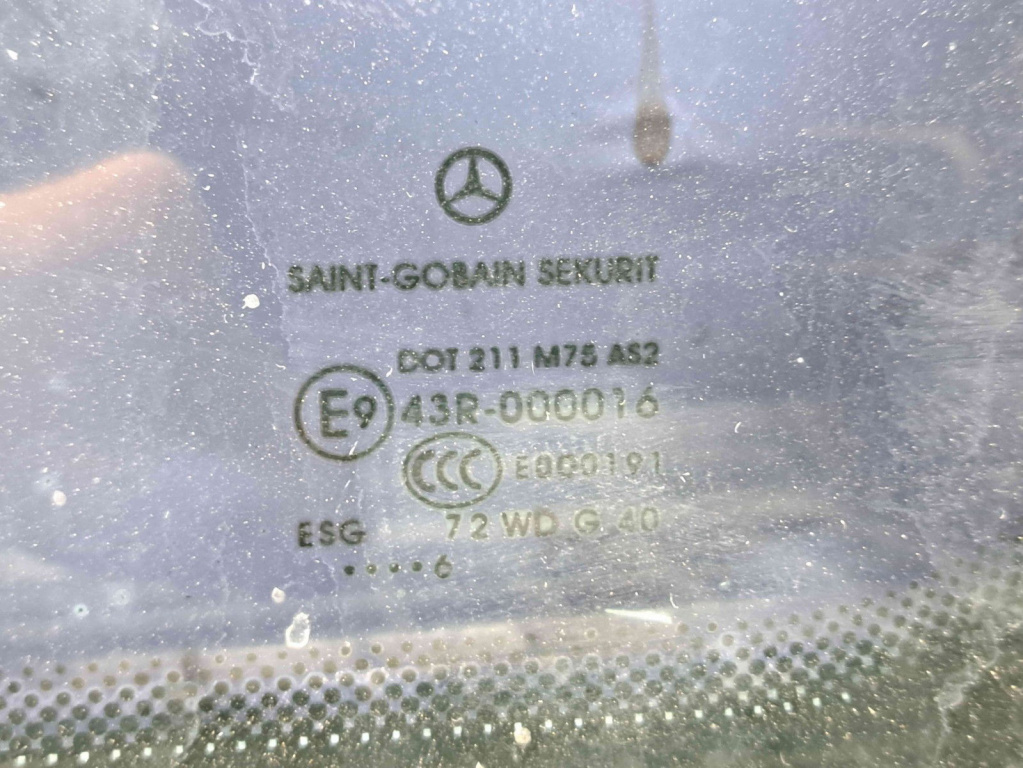 SAINT-GOBAIN SEKURIT
DOT 211 M75 AS2
E9 43R-000016
CCC E000191
ESG 72 WD G 40
....6